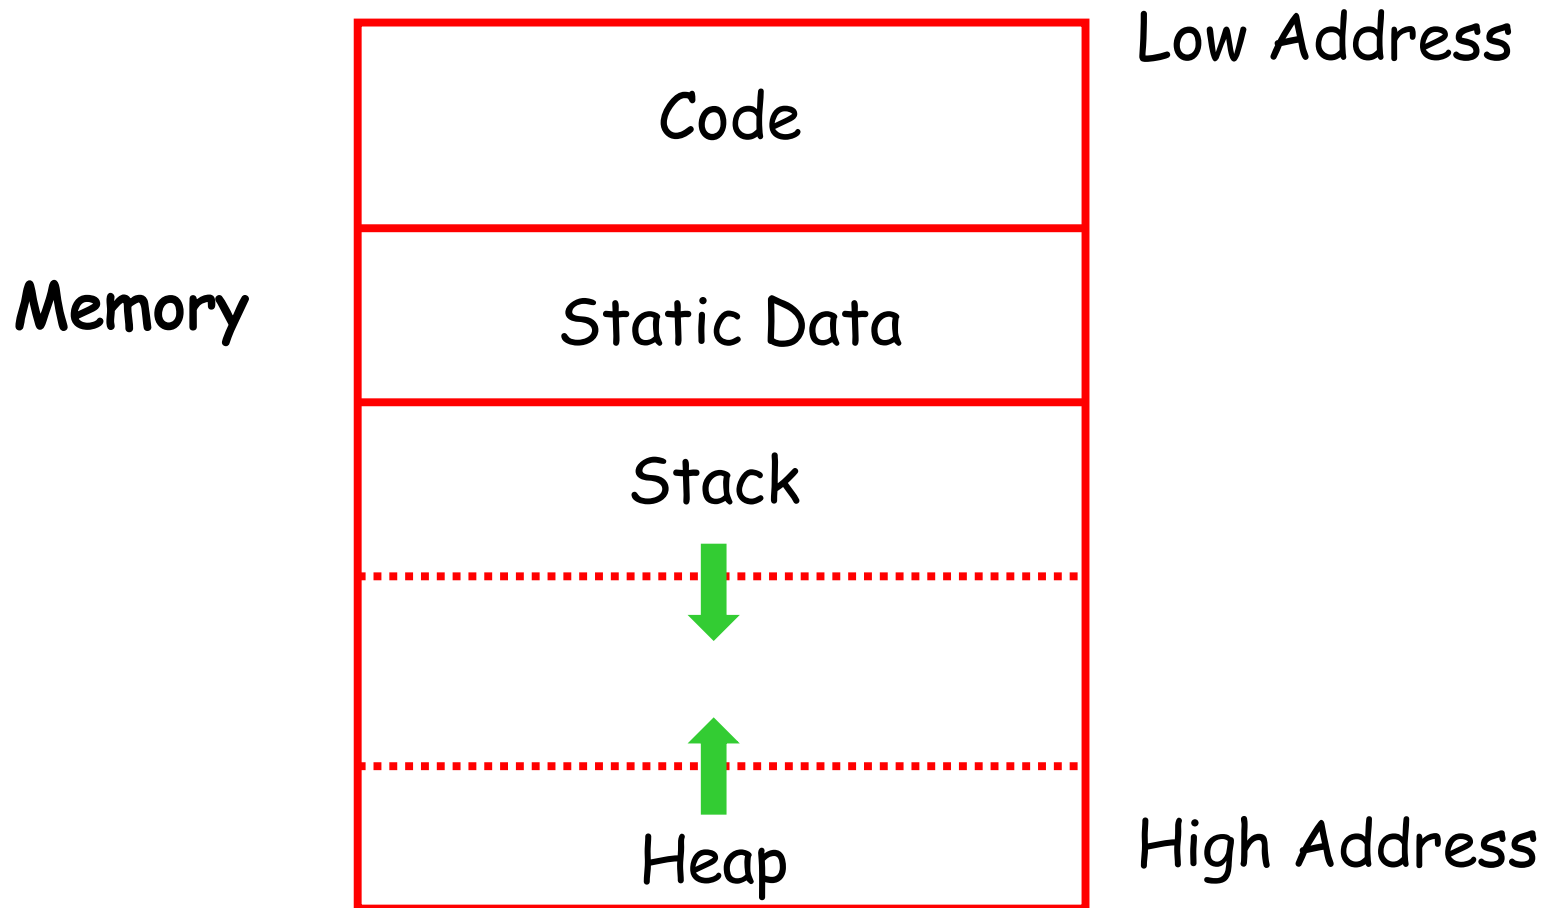 Low Address
Code
Memory
Static Data
Stack
Heap
High Address